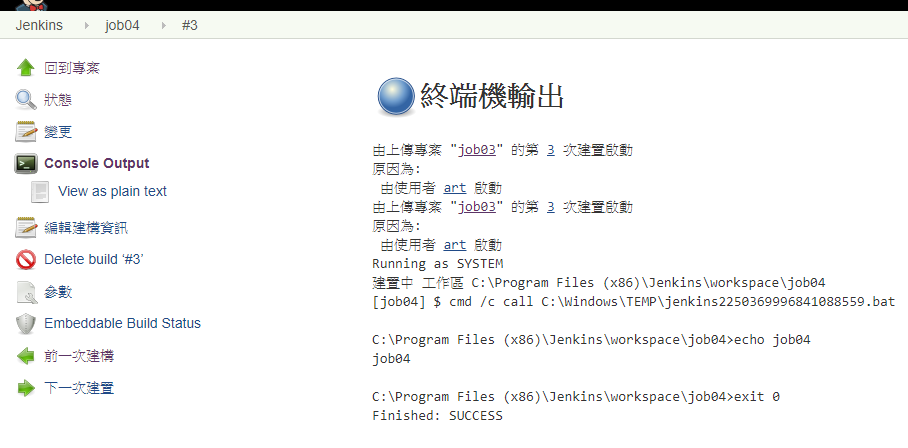 Jenkins job04 #3
回到專案
狀態
變更
Console Output
View as plain text
編輯建構資訊
Delete build ‘#3’
參數
Embeddable Build Status
前一次建構
下一次建置
終端機輸出
由上傳專案 "job03" 的第 3 次建置啟動
原因為:
由使用者 art 啟動
由上傳專案 "job03" 的第 3 次建置啟動
原因為:
由使用者 art 啟動
Running as SYSTEM
建置中 工作區 C:\Program Files (x86)\Jenkins\workspace\job04
[job04] $ cmd /c call C:\Windows\TEMP\jenkins2250369996841088559.bat
C:\Program Files (x86)\Jenkins\workspace\job04>echo job04
job04
C:\Program Files (x86)\Jenkins\workspace\job04>exit 0
Finished: SUCCESS